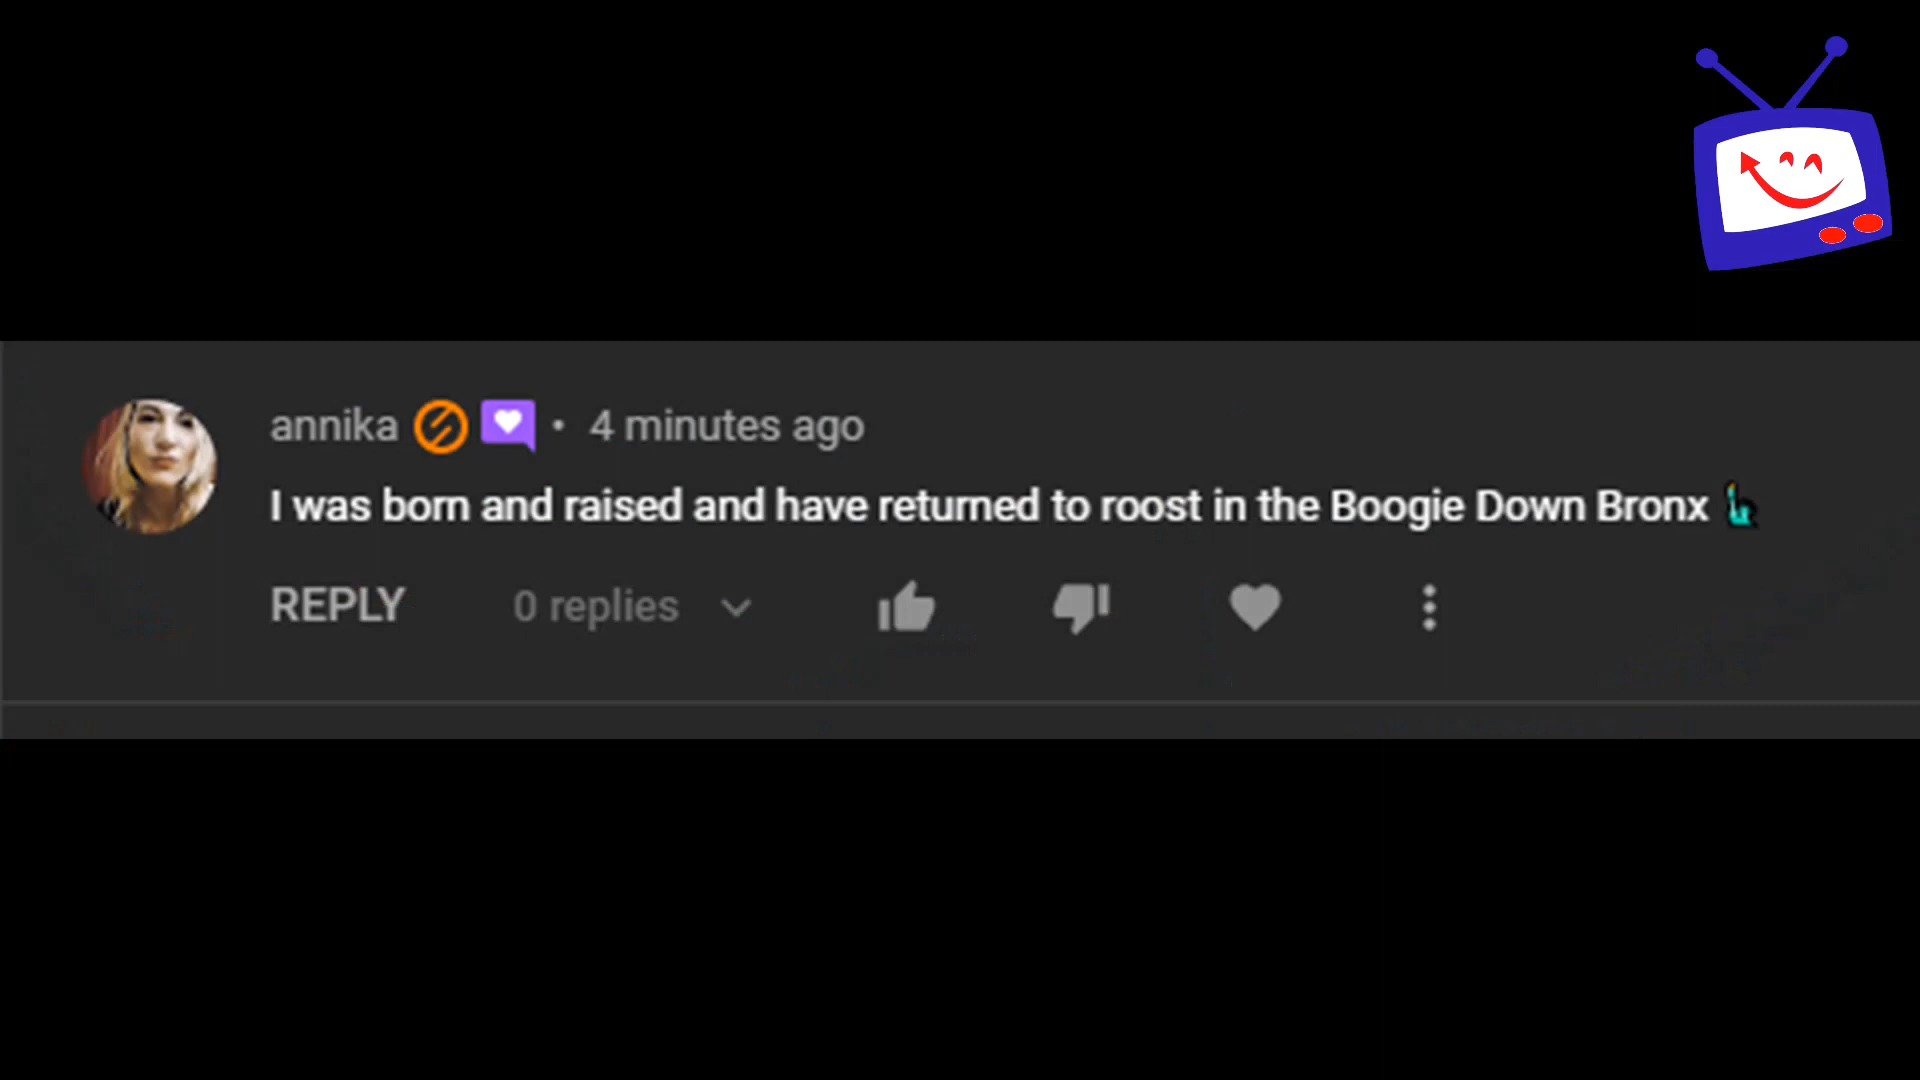 annika • 4 minutes ago
I was born and raised and have returned to roost in the Boogie Down Bronx
REPLY 0 replies